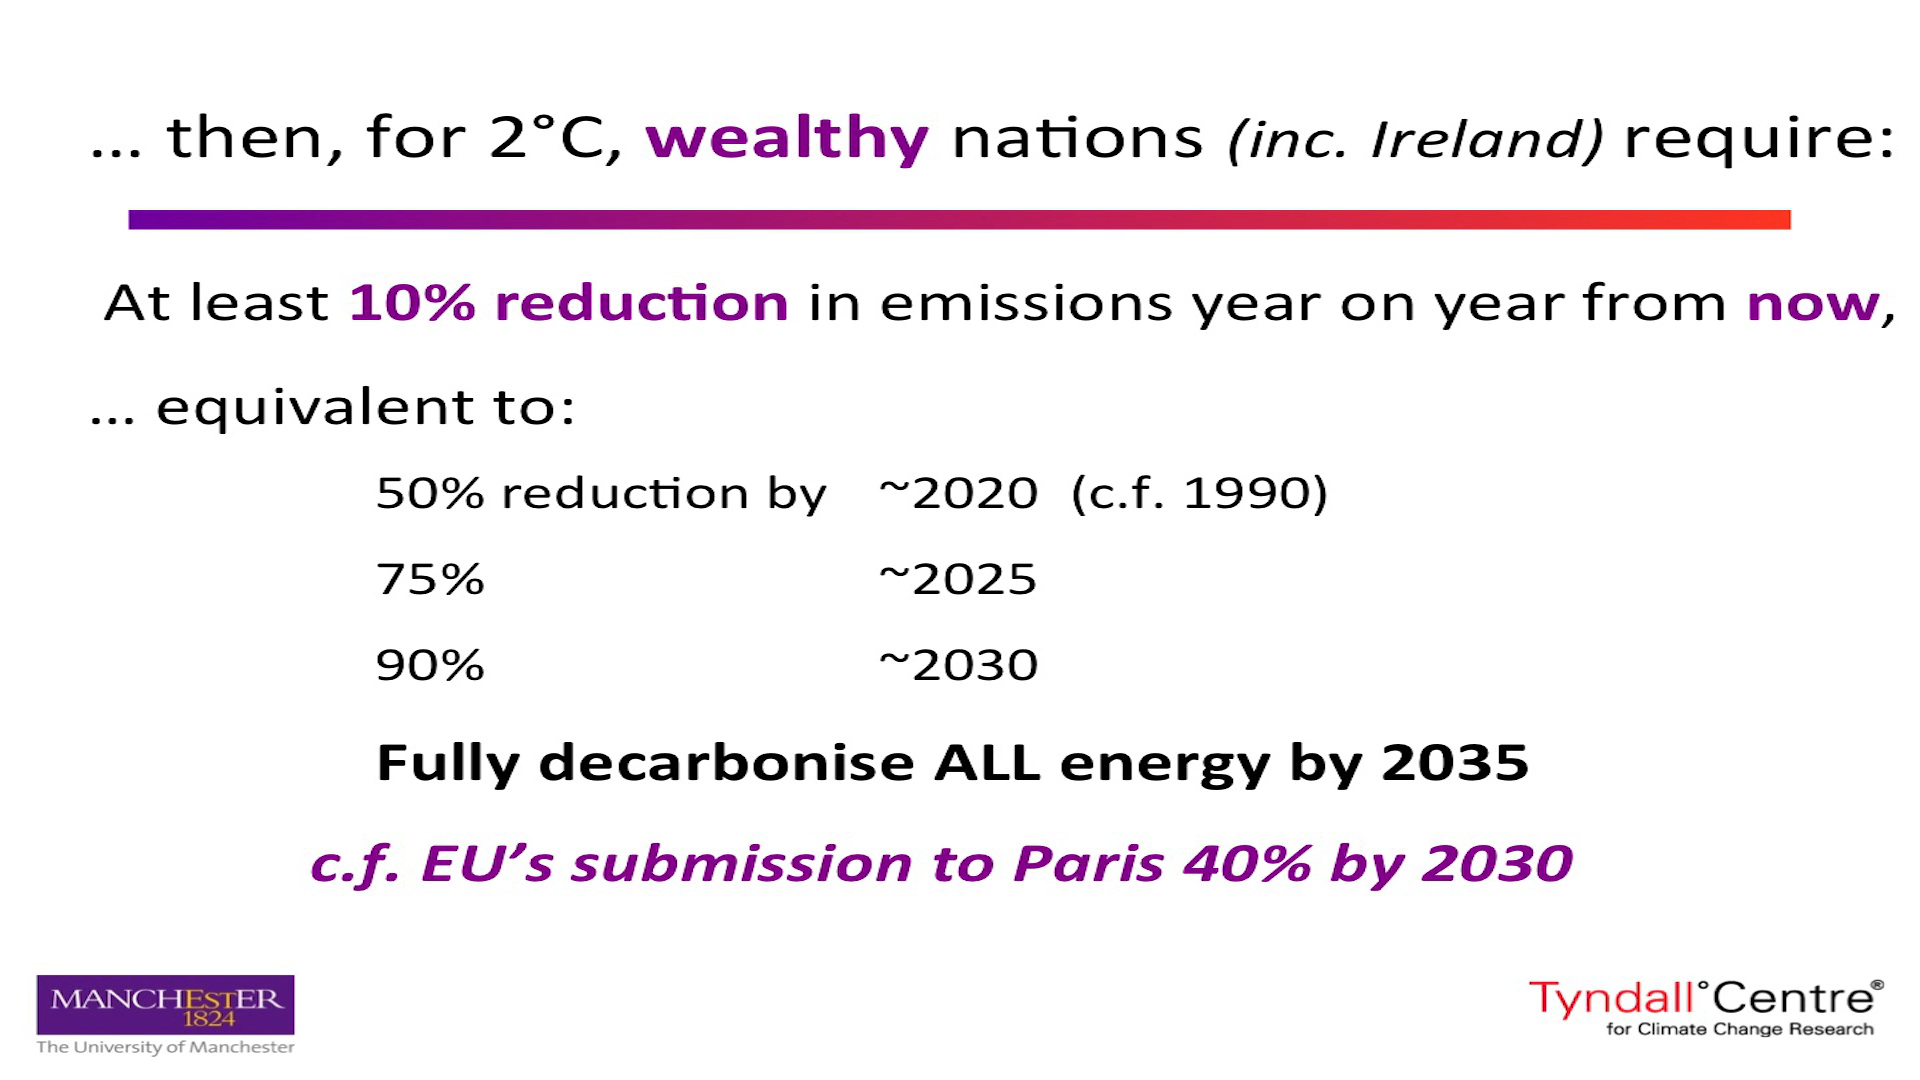 ... then, for 2°C, wealthy nations (inc. Ireland) require:
At least 10% reduction in emissions year on year from now,
... equivalent to:
50% reduction by ~2020 (c.f. 1990)
75% ~2025
90% ~2030
Fully decarbonise ALL energy by 2035
c.f. EU’s submission to Paris 40% by 2030
MANCHESTER
1824
The University of Manchester
Tyndall°Centre®
for Climate Change Research